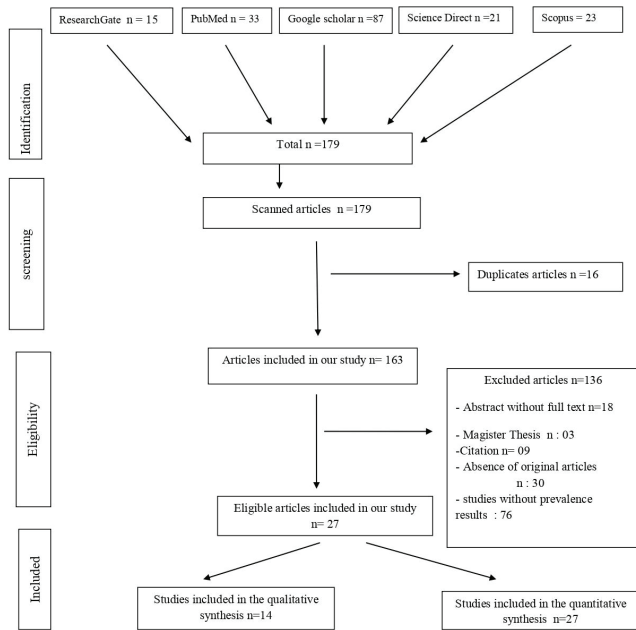 ResearchGate n = 15
PubMed n = 33
Google scholar n =87
Science Direct n =21
Scopus n = 23
Identification
Total n =179
Scanned articles n =179
screening
Duplicates articles n =16
Articles included in our study n= 163
Eligibility
Excluded articles n=136
- Abstract without full text n=18
- Magister Thesis n : 03
-Citation n= 09
- Absence of original articles
n : 30
- studies without prevalence
results : 76
Eligible articles included in our study
n= 27
Included
Studies included in the qualitative
synthesis n=14
Studies included in the quantitative
synthesis n=27